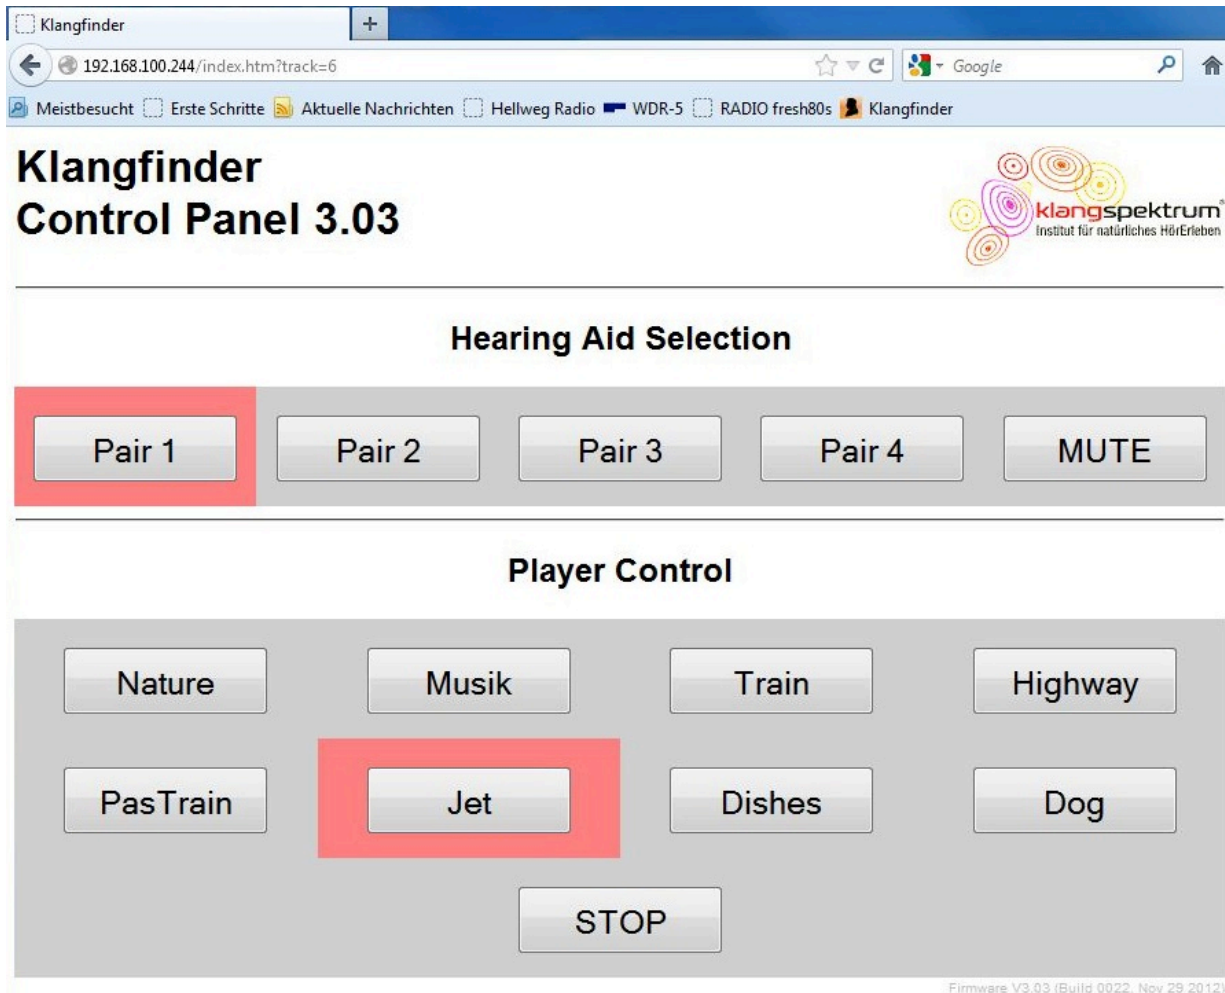 Klangfinder
192.168.100.244/index.htm?track=6
Google
Meistbesucht Erste Schritte Aktuelle Nachrichten Hellweg Radio WDR-5 RADIO fresh80s Klangfinder
Klangfinder
Control Panel 3.03
klangspektrum®
Institut für natürliches HörErleben
Hearing Aid Selection
Pair 1 Pair 2 Pair 3 Pair 4 MUTE
Player Control
Nature Musik Train Highway
PasTrain Jet Dishes Dog
STOP
Firmware V3.03 (Build 0022, Nov 29 2012)